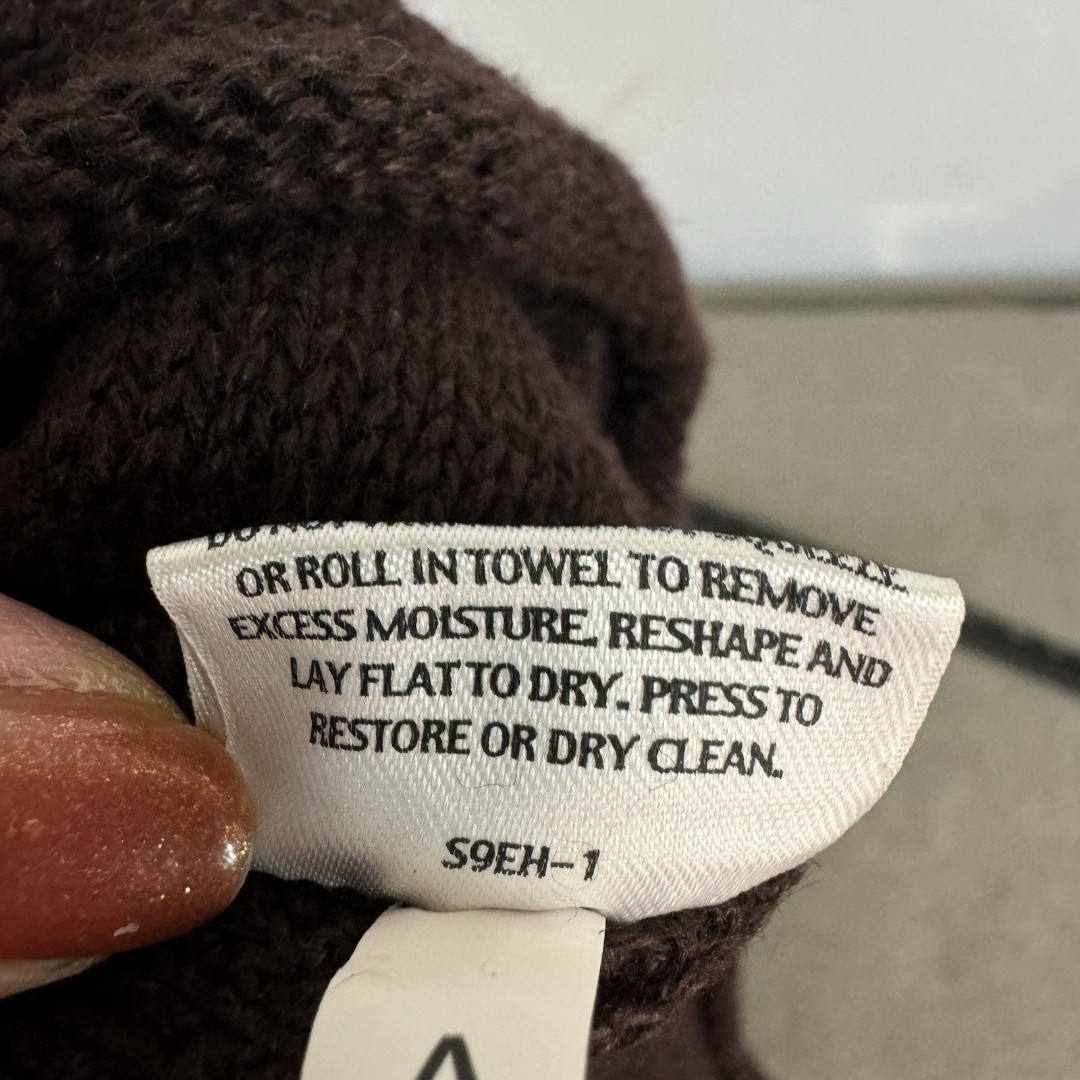 OR ROLL IN TOWEL TO REMOVE
EXCESS MOISTURE. RESHAPE AND
LAY FLAT TO DRY. PRESS TO
RESTORE OR DRY CLEAN.
S9EH-1